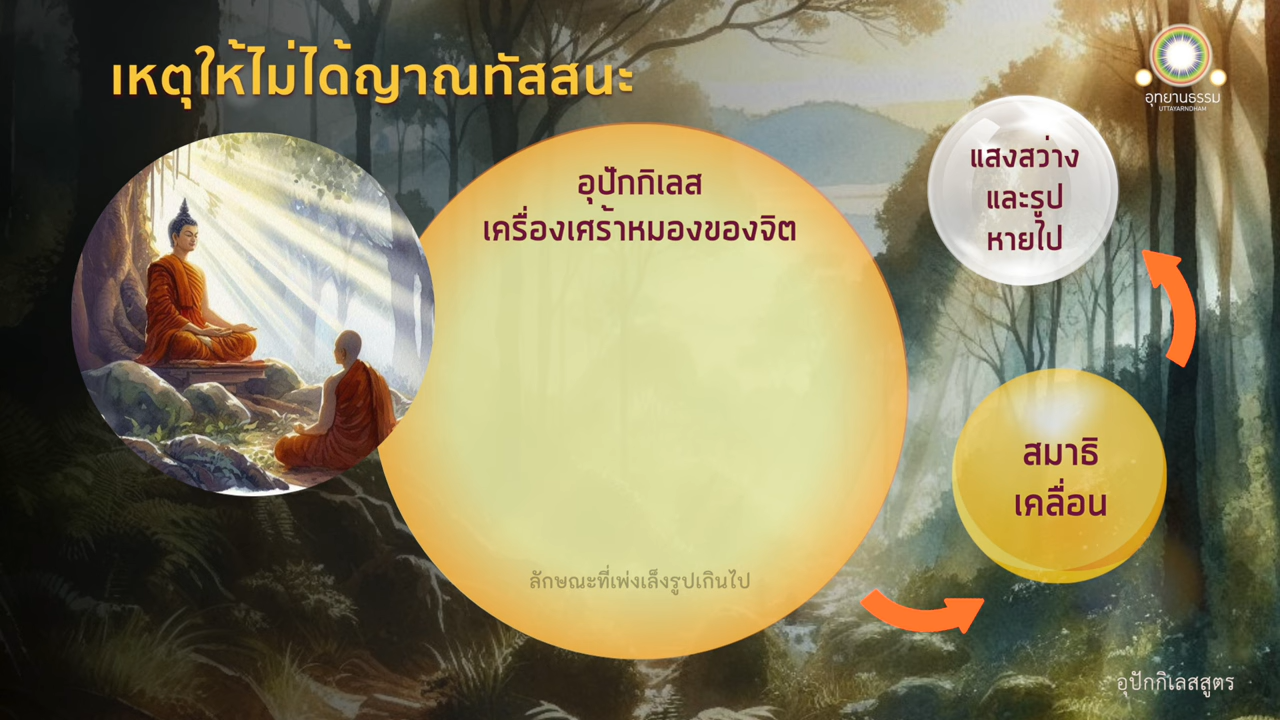 เหตุให้ไม่ได้ญาณทัสสนะ
อุทยานธรรม
UTTAYARNDHAM
อุปักกิเลส
เครื่องเศร้าหมองของจิต
แสงสว่าง
และรูป
หายไป
สมาธิ
เคลื่อน
ลักษณะที่เพ่งเล็งรูปเกินไป
อุปักกิเลสสูตร